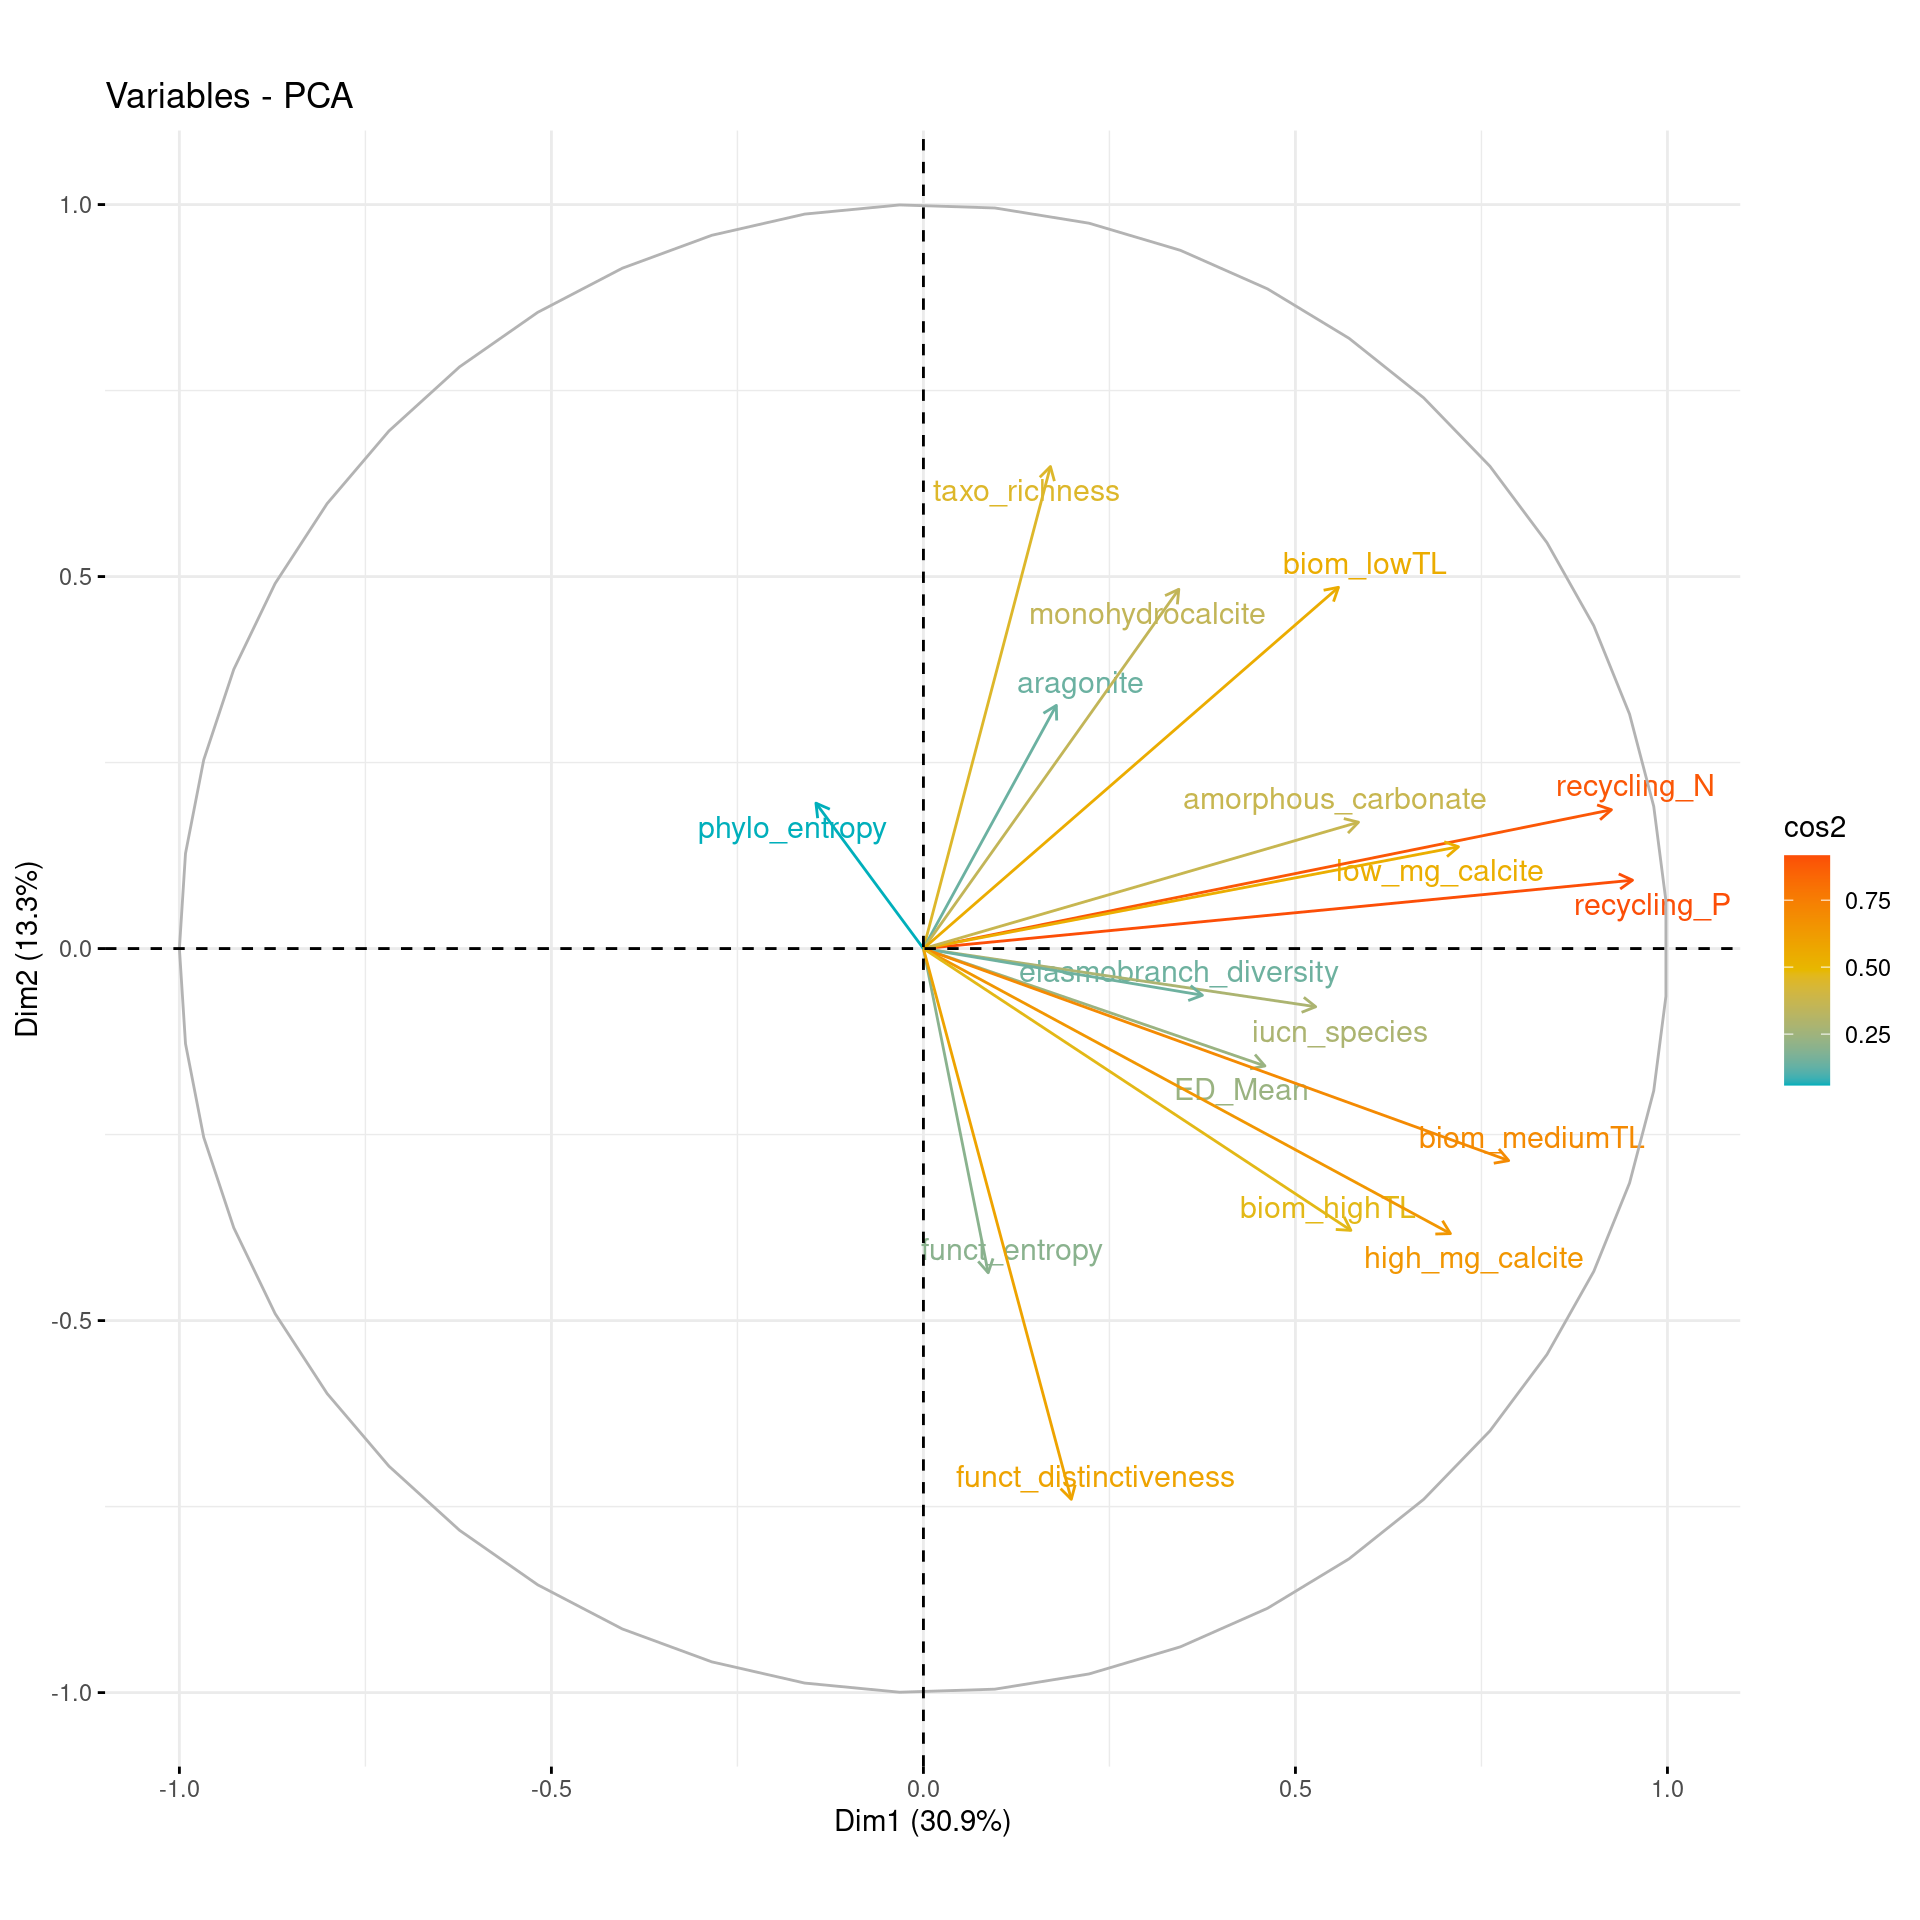 Variables - PCA
1.0
0.5
0.0
-0.5
-1.0
Dim2 (13.3%)
taxo_richness
biom_lowTL
monohydrocalcite
aragonite
recycling_N
amorphous_carbonate
phylo_entropy
low_mg_calcite
recycling_P
elasmobranch_diversity
iucn_species
ED_Mean
biom_mediumTL
biom_highTL
funct_entropy
high_mg_calcite
funct_distinctiveness
cos2
0.75
0.50
0.25
-1.0
-0.5
0.0
0.5
1.0
Dim1 (30.9%)